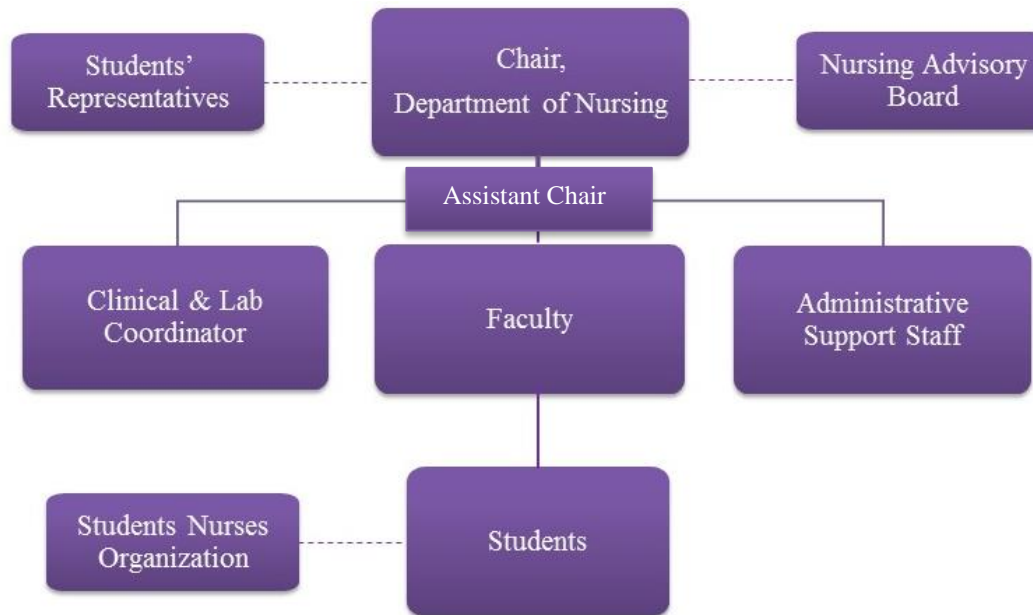 Students’
Representatives
Chair,
Department of Nursing
Nursing Advisory
Board
Assistant Chair
Clinical & Lab
Coordinator
Faculty
Administrative
Support Staff
Students Nurses
Organization
Students